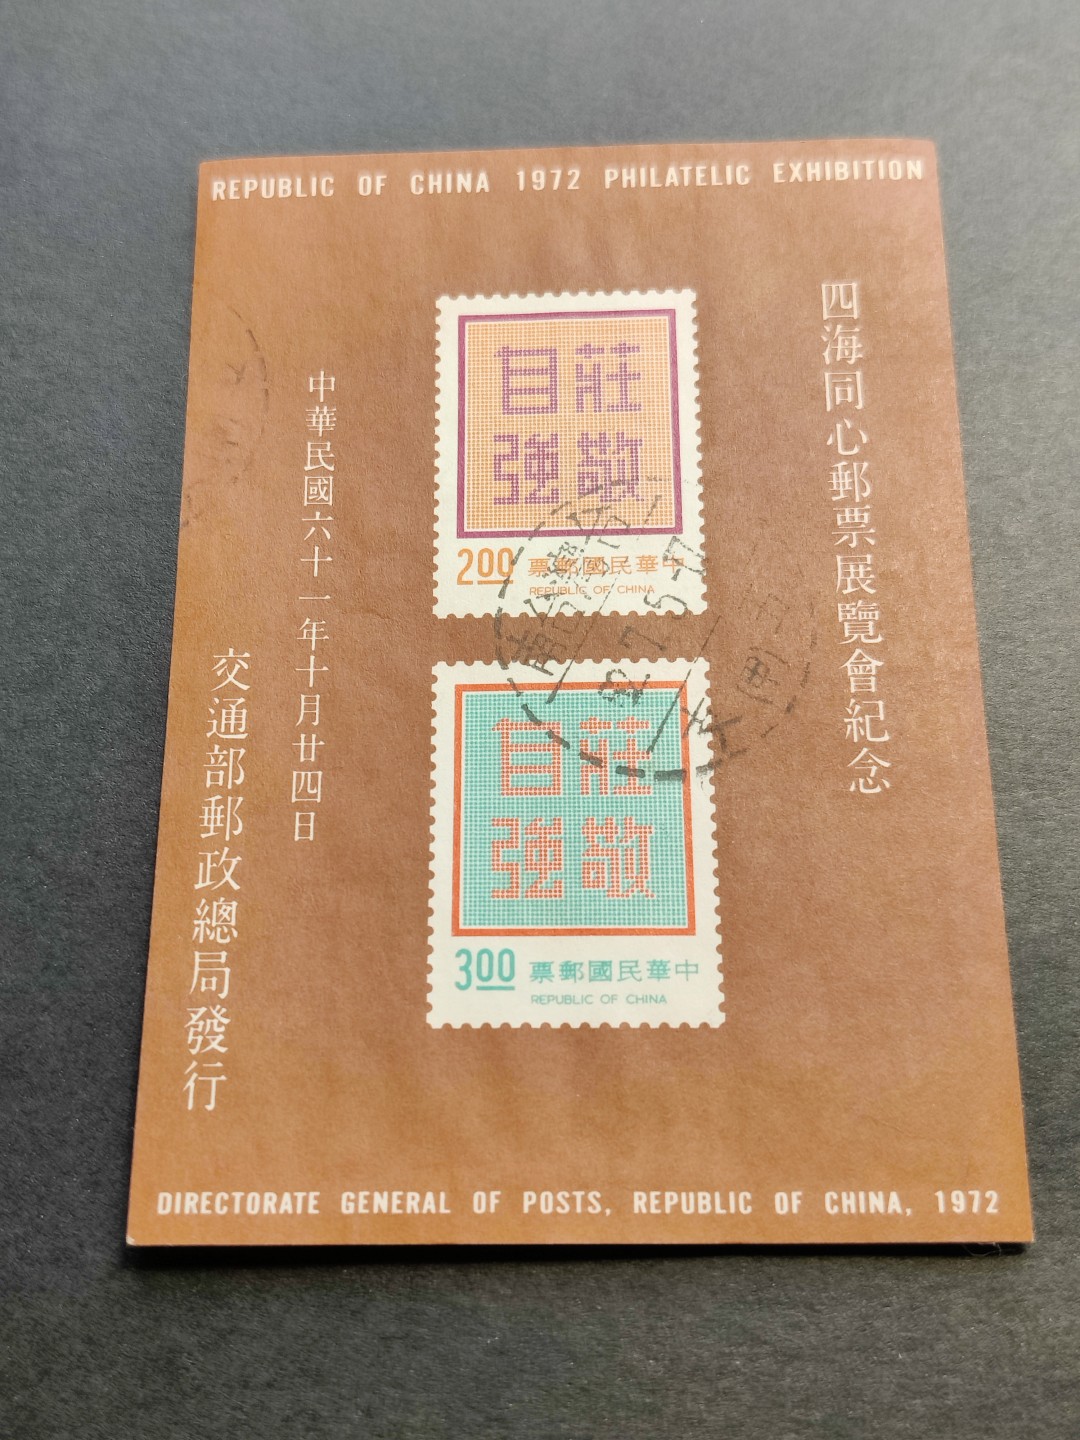 REPUBLIC OF CHINA 1972 PHILATELIC EXHIBITION
四海同心郵票展覽會紀念
自莊
強敬
2.00 票郵國民華中
REPUBLIC OF CHINA
自莊
強敬
3.00 票郵國民華中
REPUBLIC OF CHINA
中華民國六十一年十月廿四日
交通部郵政總局發行
DIRECTORATE GENERAL OF POSTS, REPUBLIC OF CHINA, 1972